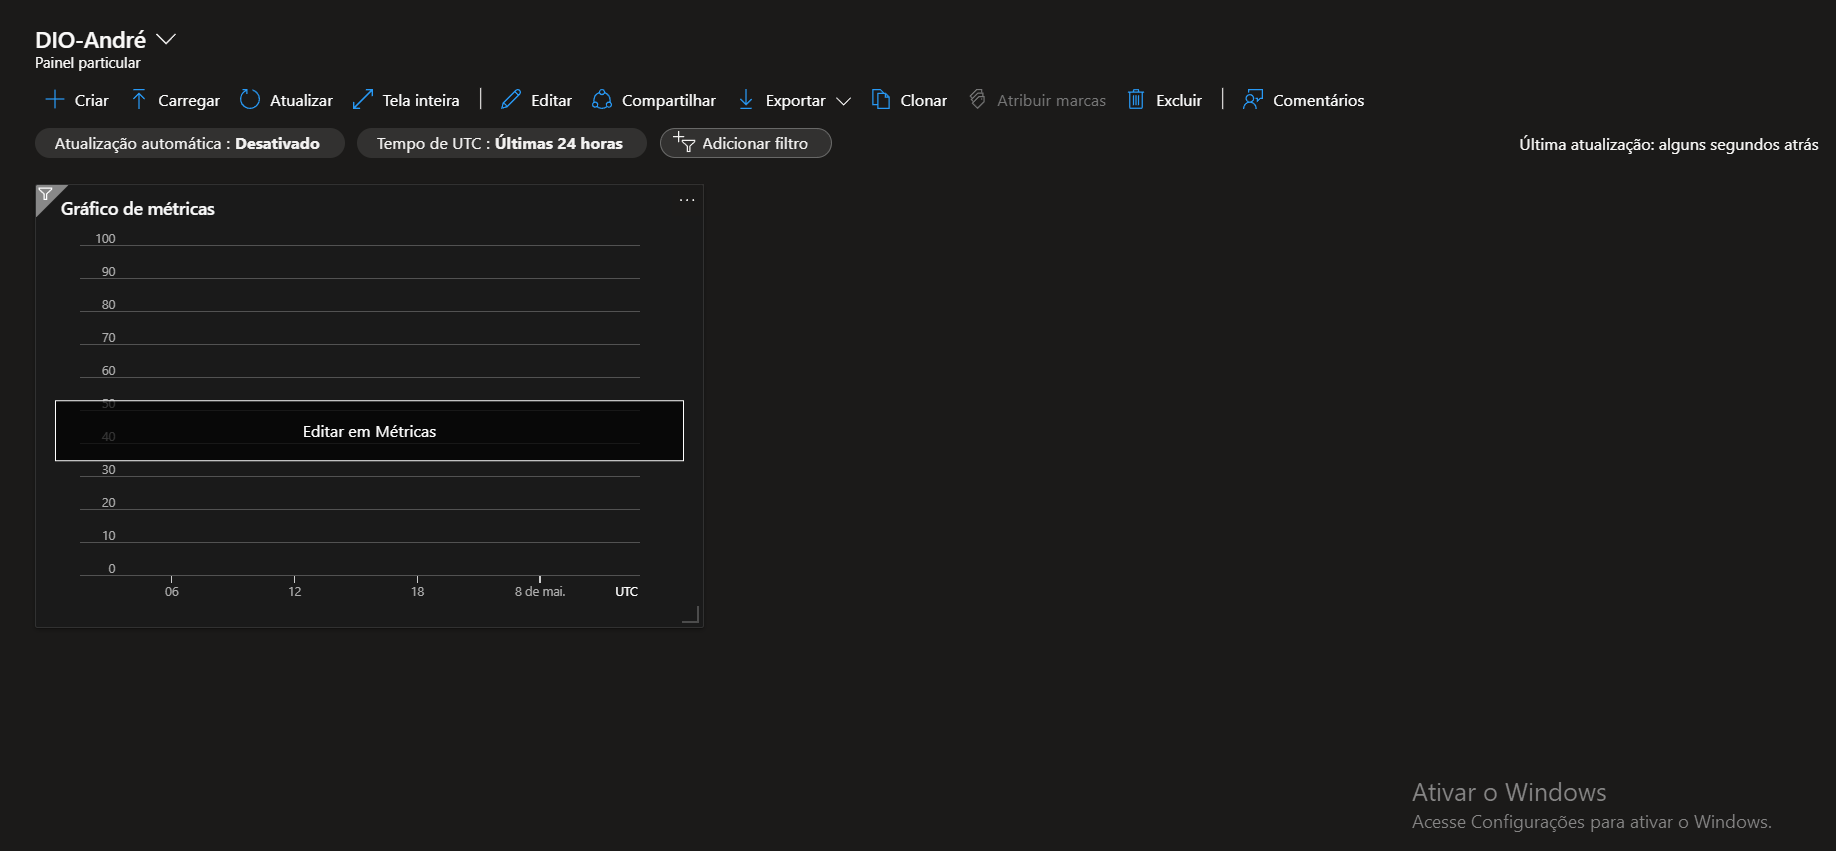 DIO-André
Painel particular
Criar Carregar Atualizar Tela inteira Editar Compartilhar Exportar Clonar Atribuir marcas Excluir Comentários
Atualização automática : Desativado Tempo de UTC : Últimas 24 horas Adicionar filtro Última atualização: alguns segundos atrás
Gráfico de métricas ...
100
90
80
70
60
50
Editar em Métricas
40
30
20
10
0
06 12 18 8 de mai. UTC
Ativar o Windows
Acesse Configurações para ativar o Windows.